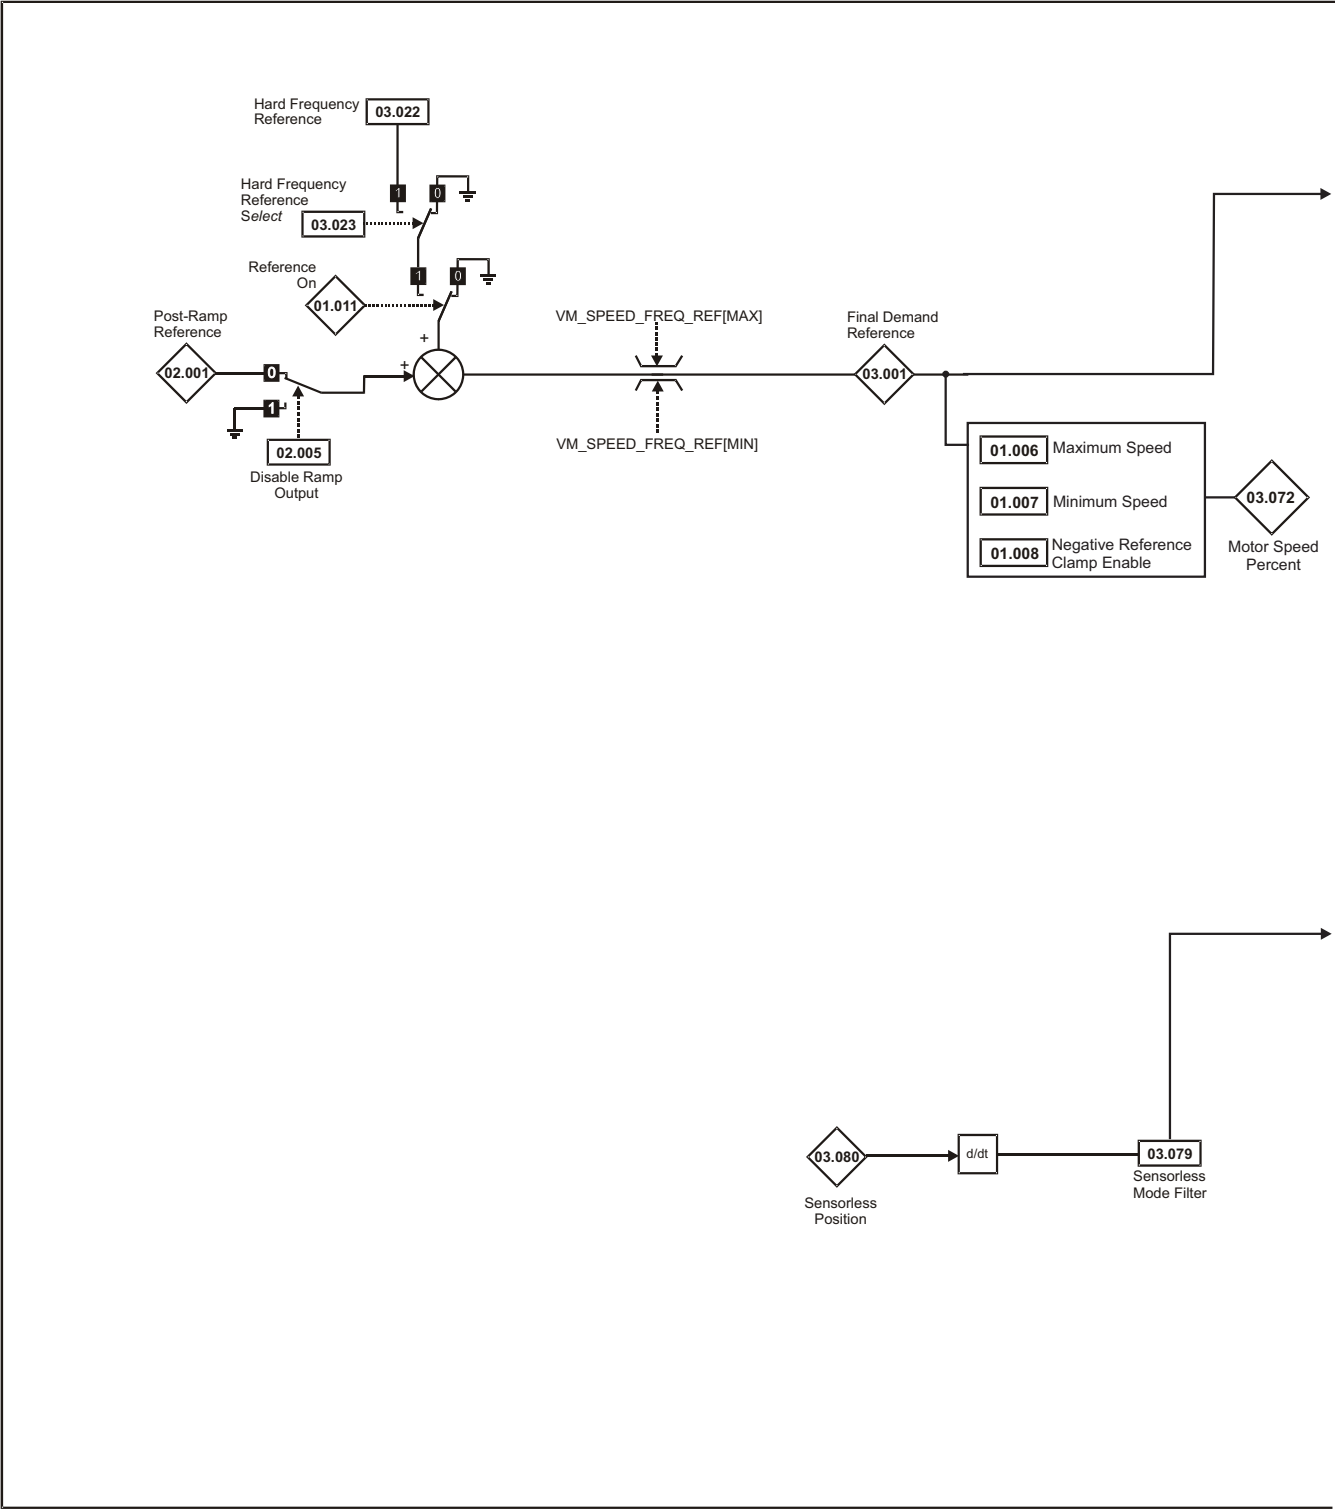 Hard Frequency
Reference
03.022
1
0
Hard Frequency
Reference
Select
03.023
1
0
Reference
On
01.011
Post-Ramp
Reference
02.001
0
1
02.005
Disable Ramp
Output
+
+
VM_SPEED_FREQ_REF[MAX]
VM_SPEED_FREQ_REF[MIN]
Final Demand
Reference
03.001
01.006 Maximum Speed
01.007 Minimum Speed
01.008 Negative Reference
Clamp Enable
03.072
Motor Speed
Percent
03.080
Sensorless
Position
d/dt
03.079
Sensorless
Mode Filter